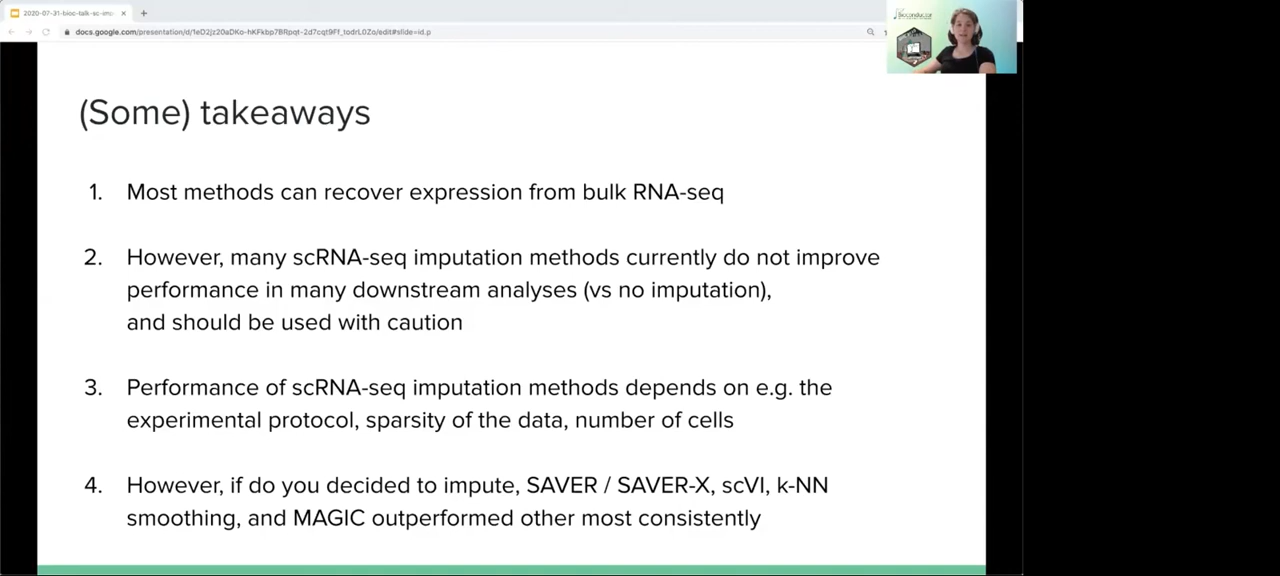 2020-07-31-bioc-talk-sc-imp
docs.google.com/presentation/d/1eD2jz20aDKo-hKFkbp7BRpqt-2d7cqt9Ff_todrL0Zo/edit#slide=id.p
Bioconductor
(Some) takeaways
1. Most methods can recover expression from bulk RNA-seq
2. However, many scRNA-seq imputation methods currently do not improve
performance in many downstream analyses (vs no imputation),
and should be used with caution
3. Performance of scRNA-seq imputation methods depends on e.g. the
experimental protocol, sparsity of the data, number of cells
4. However, if do you decided to impute, SAVER / SAVER-X, scVI, k-NN
smoothing, and MAGIC outperformed other most consistently